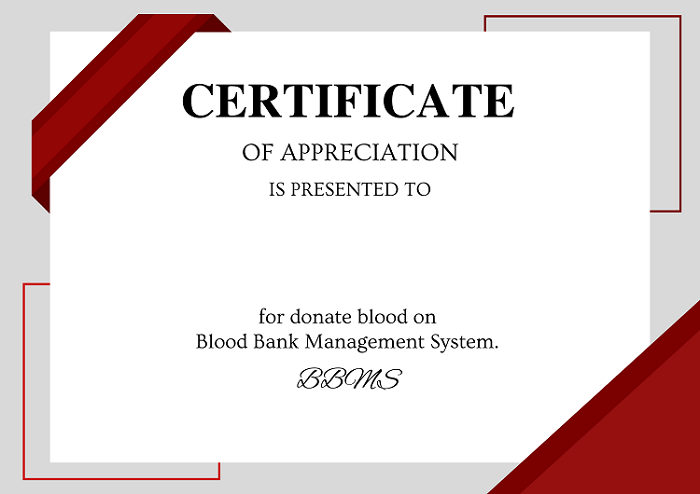 CERTIFICATE
OF APPRECIATION
IS PRESENTED TO
for donate blood on
Blood Bank Management System.
BBMS